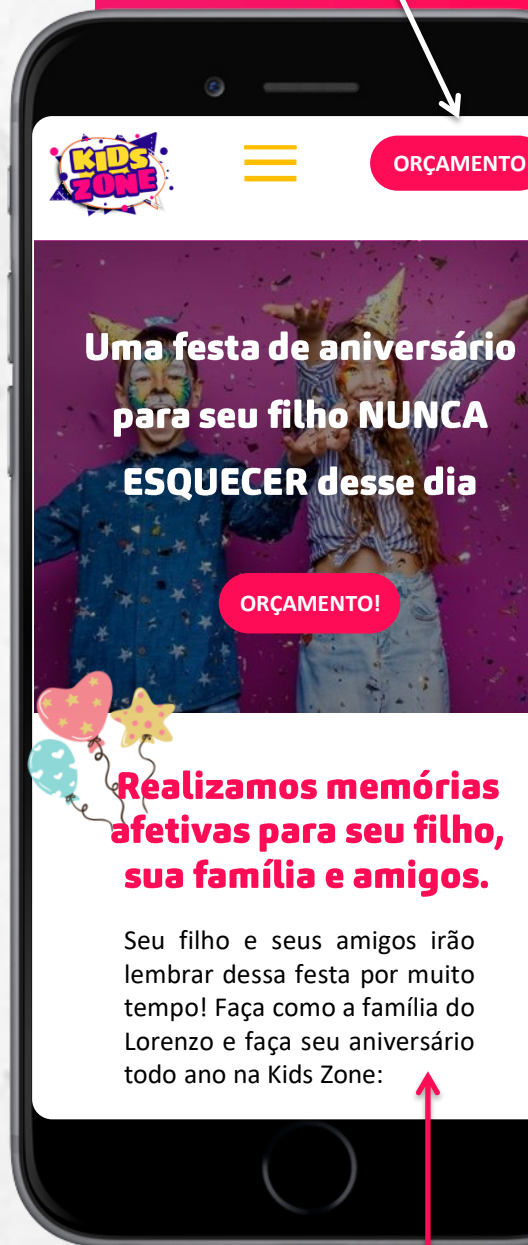 KIDS
ZONE
ORÇAMENTO
Uma festa de aniversário
para seu filho NUNCA
ESQUECER desse dia
ORÇAMENTO!
Realizamos memórias
afetivas para seu filho,
sua família e amigos.
Seu filho e seus amigos irão
lembrar dessa festa por muito
tempo! Faça como a família do
Lorenzo e faça seu aniversário
todo ano na Kids Zone: